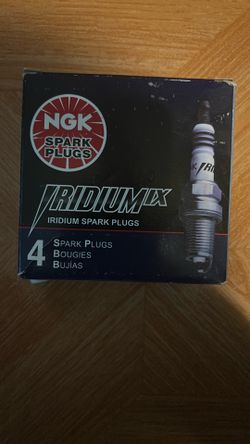 NGK
SPARK
PLUGS
IRIDIUM IX
IRIDIUM SPARK PLUGS
4
SPARK PLUGS
BOUGIES
BUJÍAS